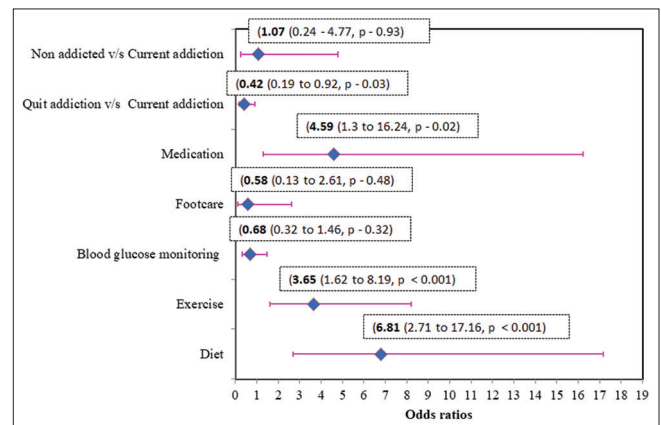 (1.07 (0.24 - 4.77, p - 0.93)
Non addicted v/s Current addiction
(0.42 (0.19 to 0.92, p - 0.03)
Quit addiction v/s Current addiction
(4.59 (1.3 to 16.24, p - 0.02)
Medication
(0.58 (0.13 to 2.61, p - 0.48)
Footcare
(0.68 (0.32 to 1.46, p - 0.32)
Blood glucose monitoring
(3.65 (1.62 to 8.19, p < 0.001)
Exercise
(6.81 (2.71 to 17.16, p < 0.001)
Diet
0 1 2 3 4 5 6 7 8 9 10 11 12 13 14 15 16 17 18 19
Odds ratios